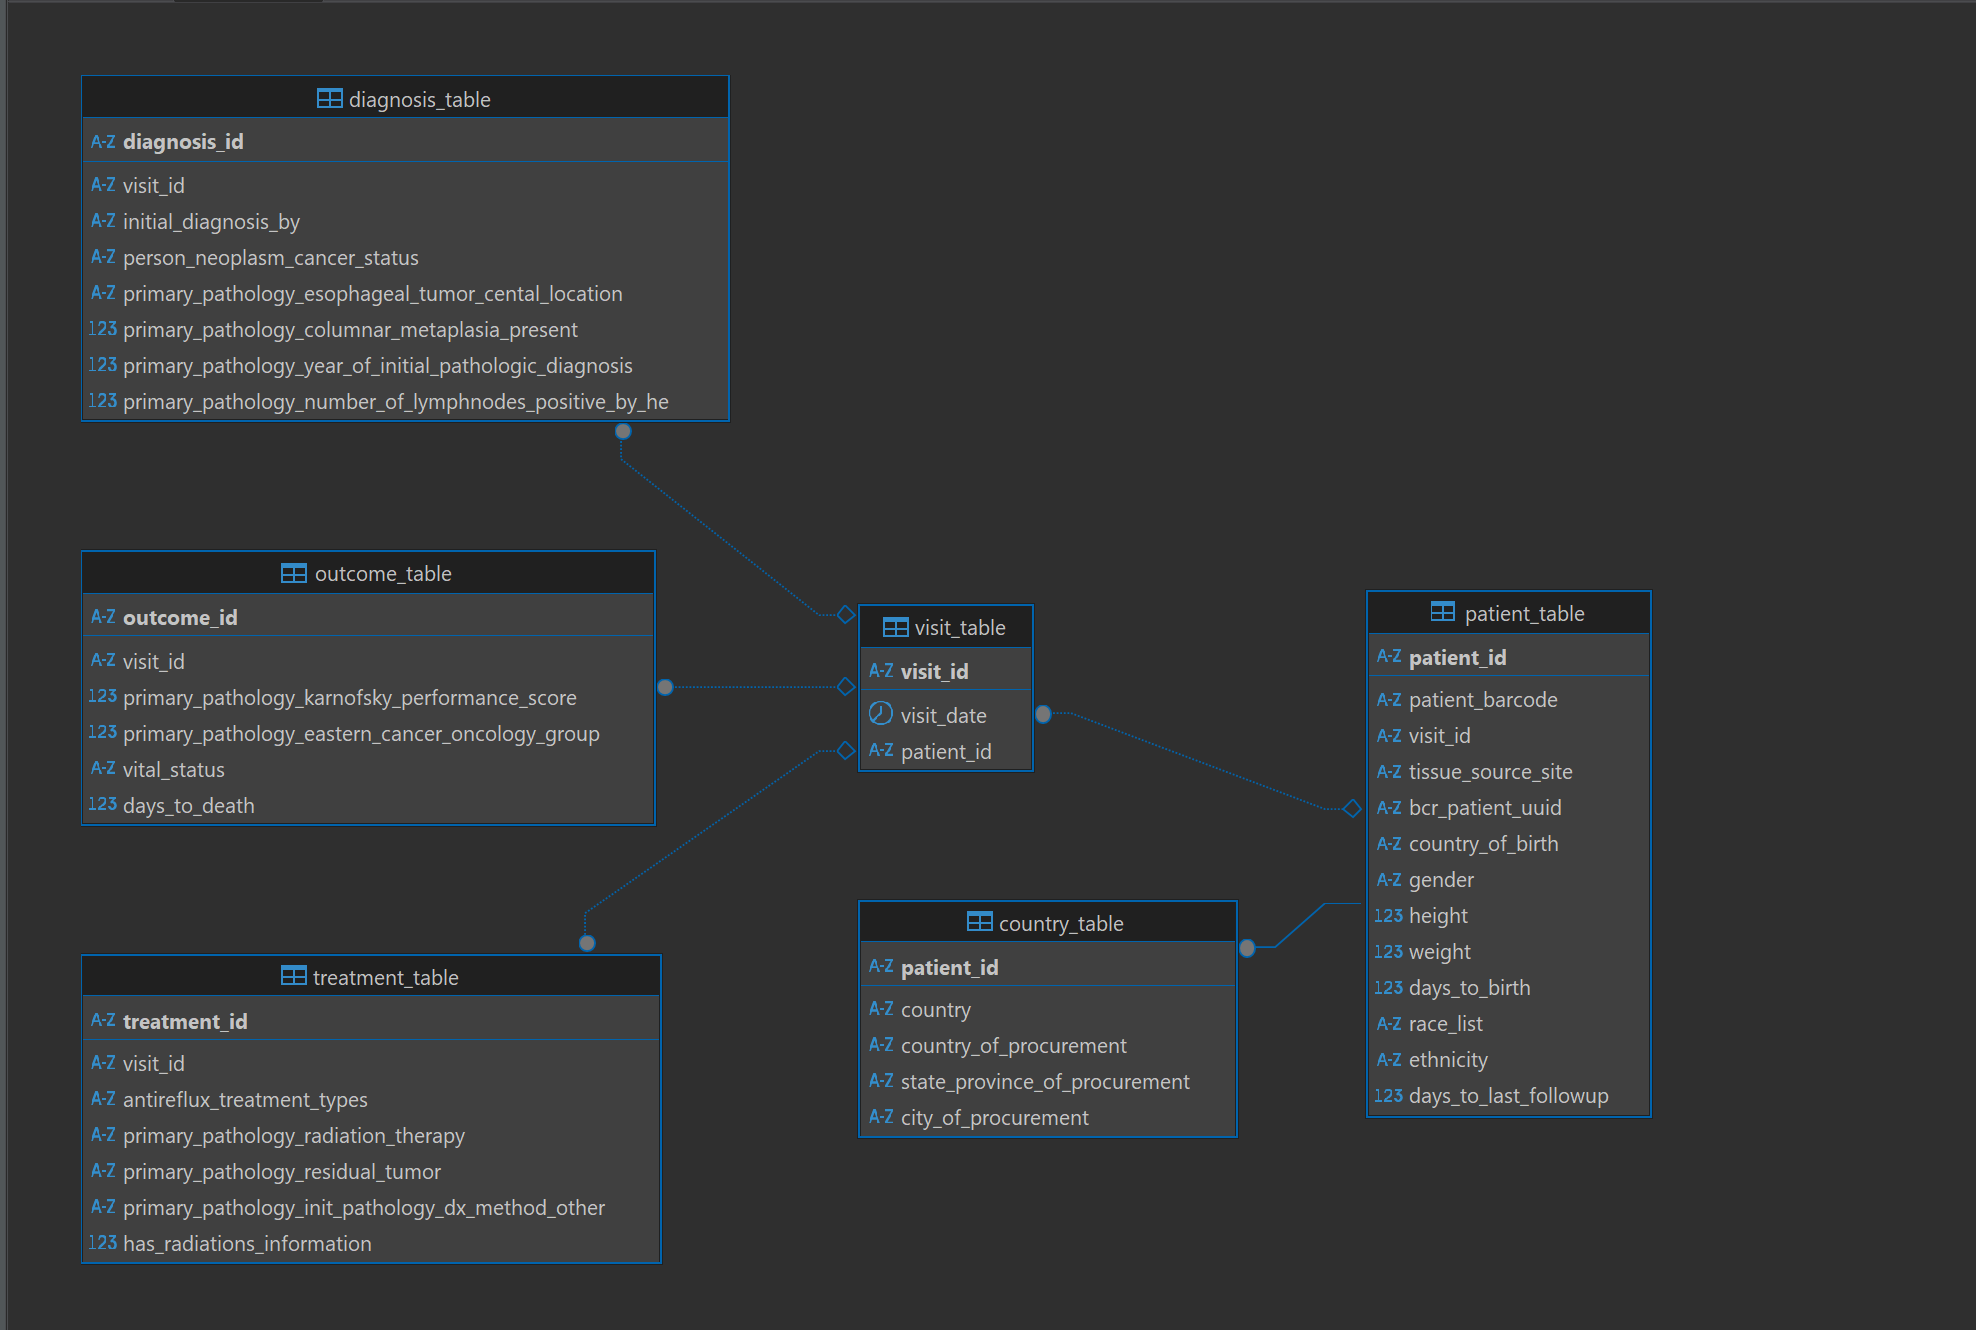 diagnosis_table
A-Z diagnosis_id
A-Z visit_id
A-Z initial_diagnosis_by
A-Z person_neoplasm_cancer_status
A-Z primary_pathology_esophageal_tumor_cental_location
123 primary_pathology_columnar_metaplasia_present
123 primary_pathology_year_of_initial_pathologic_diagnosis
123 primary_pathology_number_of_lymphnodes_positive_by_he
outcome_table
A-Z outcome_id
A-Z visit_id
123 primary_pathology_karnofsky_performance_score
123 primary_pathology_eastern_cancer_oncology_group
A-Z vital_status
123 days_to_death
treatment_table
A-Z treatment_id
A-Z visit_id
A-Z antireflux_treatment_types
A-Z primary_pathology_radiation_therapy
A-Z primary_pathology_residual_tumor
A-Z primary_pathology_init_pathology_dx_method_other
123 has_radiations_information
visit_table
A-Z visit_id
visit_date
A-Z patient_id
country_table
A-Z patient_id
A-Z country
A-Z country_of_procurement
A-Z state_province_of_procurement
A-Z city_of_procurement
patient_table
A-Z patient_id
A-Z patient_barcode
A-Z visit_id
A-Z tissue_source_site
A-Z bcr_patient_uuid
A-Z country_of_birth
A-Z gender
123 height
123 weight
123 days_to_birth
A-Z race_list
A-Z ethnicity
123 days_to_last_followup